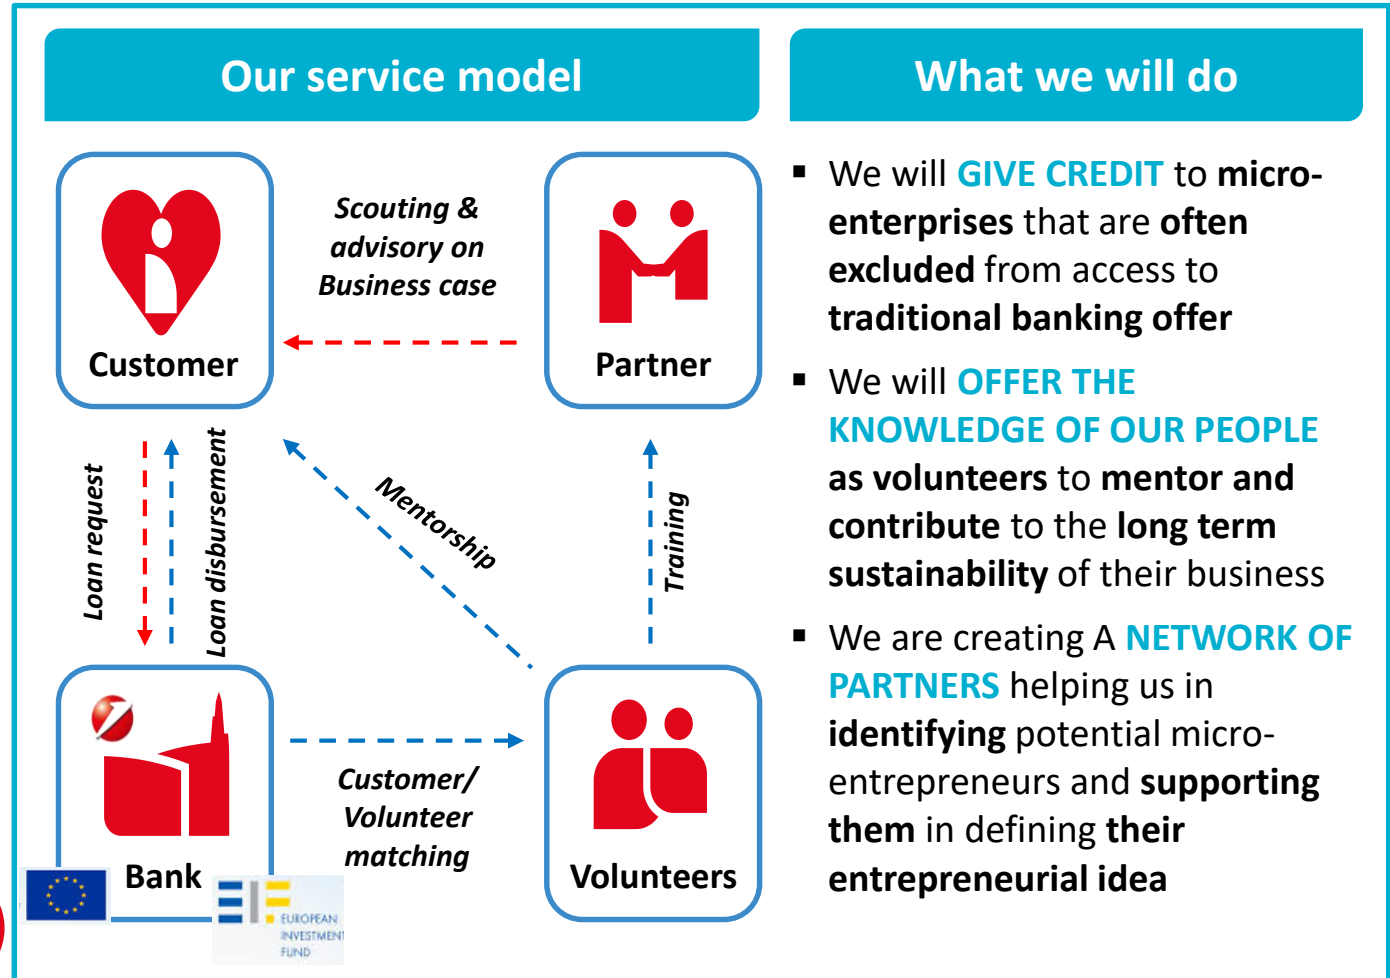 Our service model
Scouting &
advisory on
Business case
Customer
Partner
Loan request
Loan disbursement
Mentorship
Training
Customer/
Volunteer
matching
Bank
Volunteers
EIF
EUROPEAN
INVESTMENT
FUND
What we will do
▪ We will GIVE CREDIT to micro-
enterprises that are often
excluded from access to
traditional banking offer
▪ We will OFFER THE
KNOWLEDGE OF OUR PEOPLE
as volunteers to mentor and
contribute to the long term
sustainability of their business
▪ We are creating A NETWORK OF
PARTNERS helping us in
identifying potential micro-
entrepreneurs and supporting
them in defining their
entrepreneurial idea